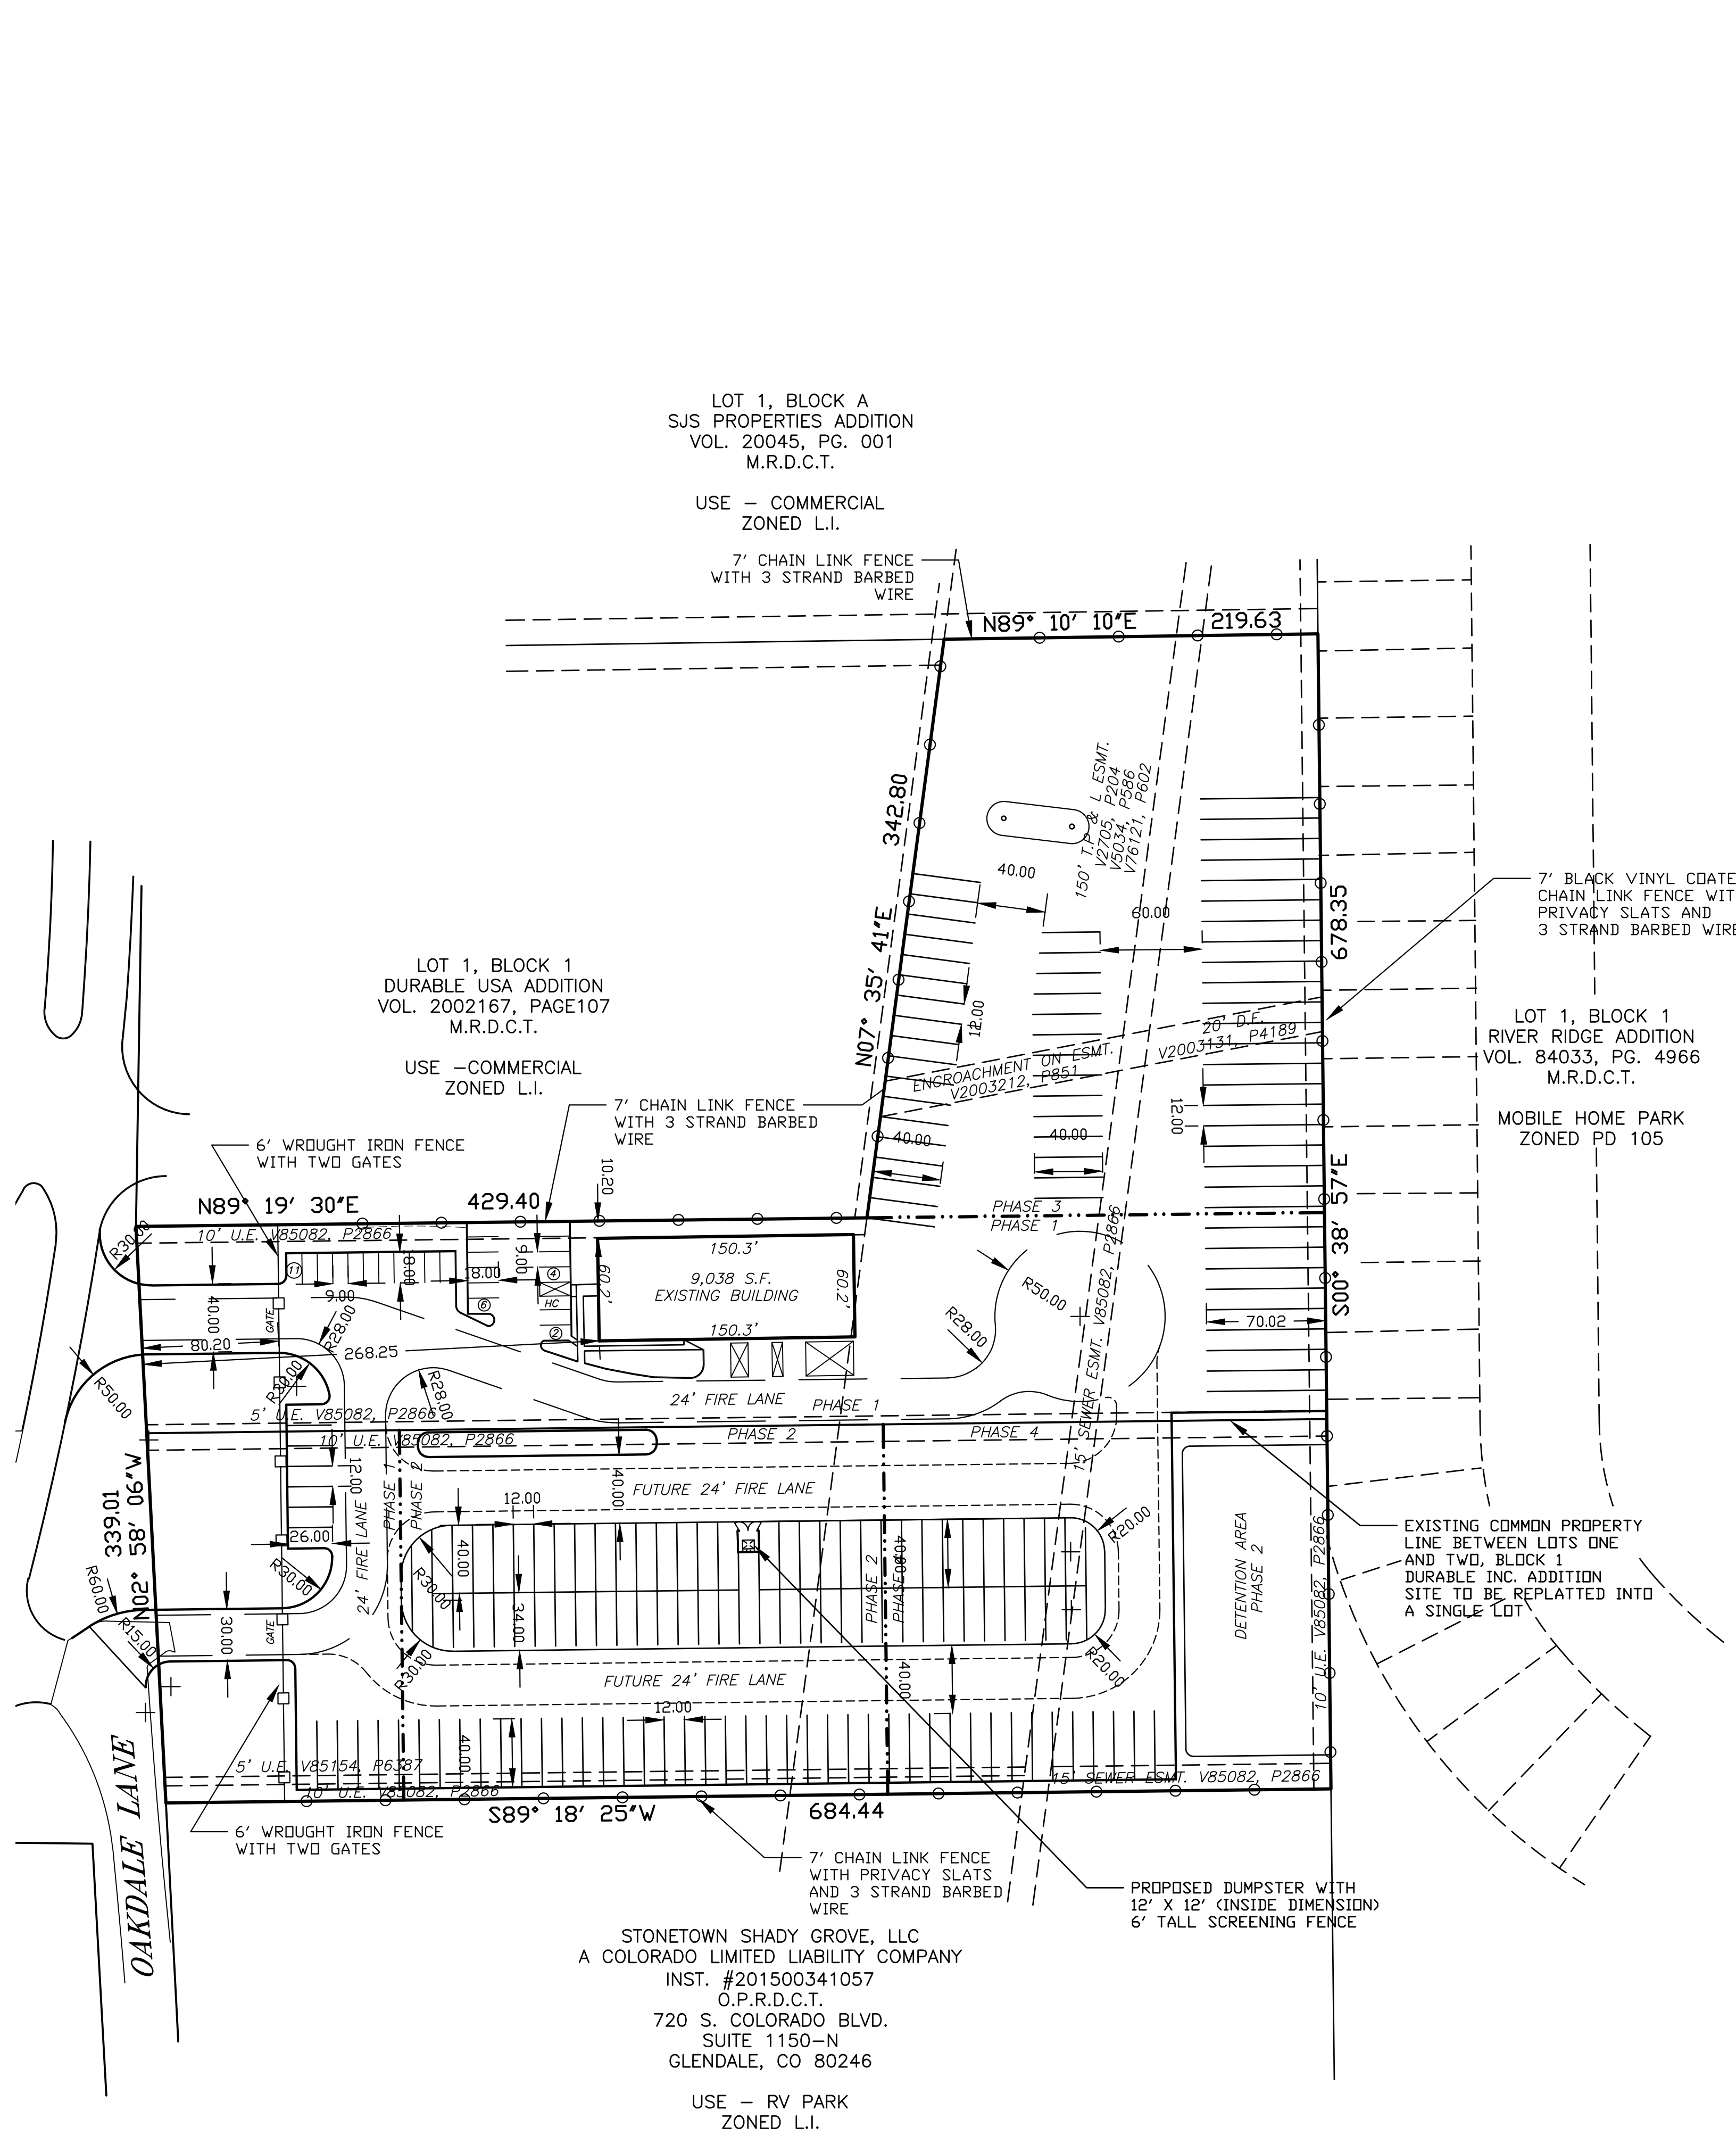 LOT 1, BLOCK A
SJS PROPERTIES ADDITION
VOL. 20045, PG. 001
M.R.D.C.T.
USE - COMMERCIAL
ZONED L.I.
7' CHAIN LINK FENCE
WITH 3 STRAND BARBED
WIRE
N89° 10' 10"E
219.63
342.80
N07° 35' 41"E
150' T.P. & L ESMT.
V2705, P204
V5034, P586
V76121, P602
40.00
60.00
12.00
678.35
S00° 38' 57"E
7' BLACK VINYL COATE
CHAIN LINK FENCE WIT
PRIVACY SLATS AND
3 STRAND BARBED WIRE
LOT 1, BLOCK 1
DURABLE USA ADDITION
VOL. 2002167, PAGE107
M.R.D.C.T.
USE -COMMERCIAL
ZONED L.I.
LOT 1, BLOCK 1
RIVER RIDGE ADDITION
VOL. 84033, PG. 4966
M.R.D.C.T.
MOBILE HOME PARK
ZONED PD 105
20' D.E.
V2003131, P4189
ENCROACHMENT ON ESMT.
V2003212, P851
7' CHAIN LINK FENCE
WITH 3 STRAND BARBED
WIRE
12.00
40.00
40.00
6' WROUGHT IRON FENCE
WITH TWO GATES
10.20
N89° 19' 30"E
429.40
PHASE 3
PHASE 1
10' U.E. V85082, P2866
R30.00
11
18.00
18.00
9.00
9.00
4
6
HC
2
150.3'
60.2'
9,038 S.F.
EXISTING BUILDING
60.2'
150.3'
R50.00
R28.00
15' SEWER ESMT. V85082, P2866
70.02
40.00
GATE
R28.00
80.20
268.25
R30.00
R28.00
R50.00
24' FIRE LANE
PHASE 1
5' U.E. V85082, P2866
10' U.E. V85082, P2866
PHASE 2
PHASE 4
12.00
PHASE 1
PHASE 2
40.00
FUTURE 24' FIRE LANE
12.00
24' FIRE LANE
26.00
R30.00
40.00
R30.00
34.00
40.00
PHASE 2
PHASE 4
R20.00
DETENTION AREA
PHASE 2
10' U.E. V85082, P2866
EXISTING COMMON PROPERTY
LINE BETWEEN LOTS ONE
AND TWO, BLOCK 1
DURABLE INC. ADDITION
SITE TO BE REPLATTED INTO
A SINGLE LOT
339.01
N02° 58' 06"W
R60.00
R15.00
30.00
GATE
R30.00
FUTURE 24' FIRE LANE
40.00
R20.00
12.00
40.00
5' U.E. V85154, P6387
10' U.E. V85082, P2866
15' SEWER ESMT. V85082, P2866
S89° 18' 25"W
684.44
OAKDALE LANE
6' WROUGHT IRON FENCE
WITH TWO GATES
7' CHAIN LINK FENCE
WITH PRIVACY SLATS
AND 3 STRAND BARBED
WIRE
PROPOSED DUMPSTER WITH
12' X 12' (INSIDE DIMENSION)
6' TALL SCREENING FENCE
STONETOWN SHADY GROVE, LLC
A COLORADO LIMITED LIABILITY COMPANY
INST. #201500341057
O.P.R.D.C.T.
720 S. COLORADO BLVD.
SUITE 1150-N
GLENDALE, CO 80246
USE - RV PARK
ZONED L.I.